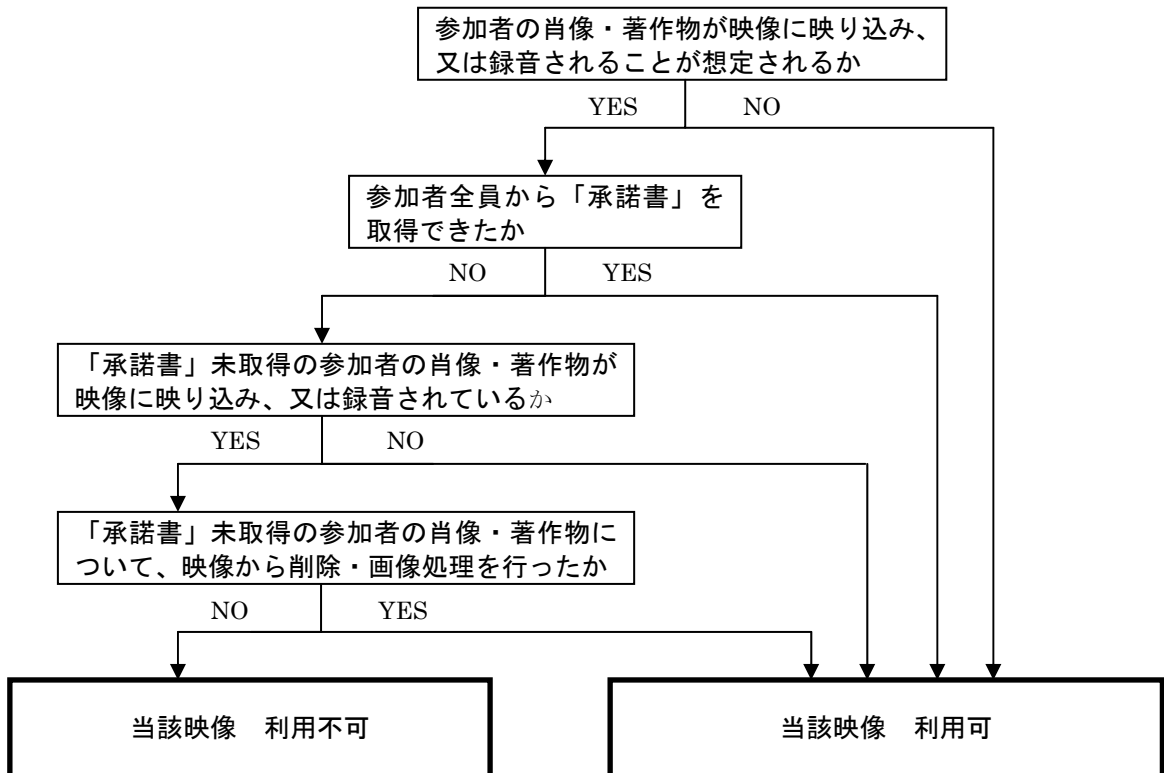 参加者の肖像・著作物が映像に映り込み、
又は録音されることが想定されるか
YES NO
参加者全員から「承諾書」を
取得できたか
NO YES
「承諾書」未取得の参加者の肖像・著作物が
映像に映り込み、又は録音されているか
YES NO
「承諾書」未取得の参加者の肖像・著作物に
ついて、映像から削除・画像処理を行ったか
NO YES
当該映像　利用不可
当該映像　利用可